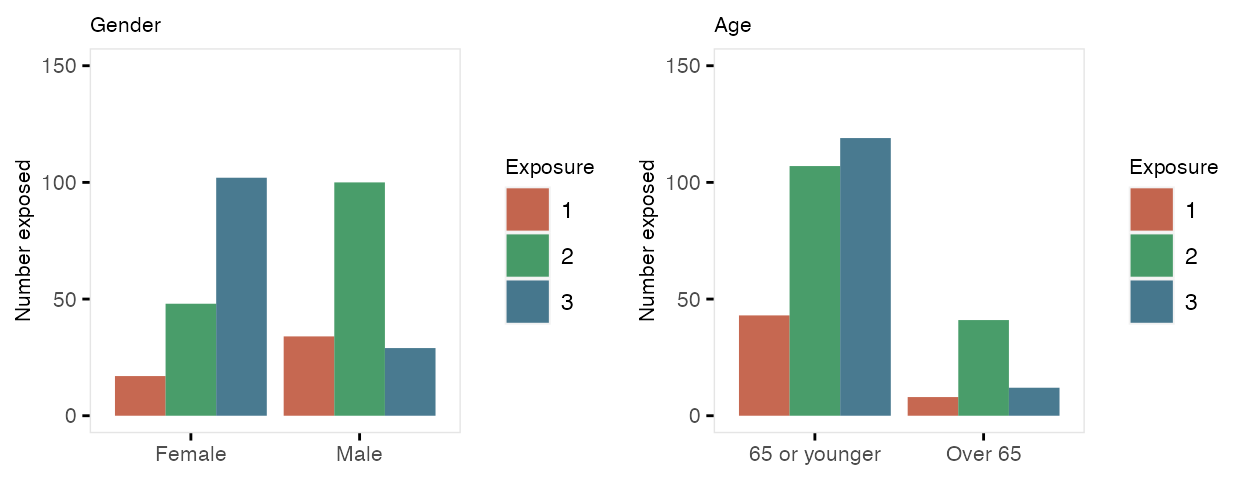 Gender
Number exposed
150
100
50
0
Female Male
Exposure
1
2
3
Age
Number exposed
150
100
50
0
65 or younger Over 65
Exposure
1
2
3